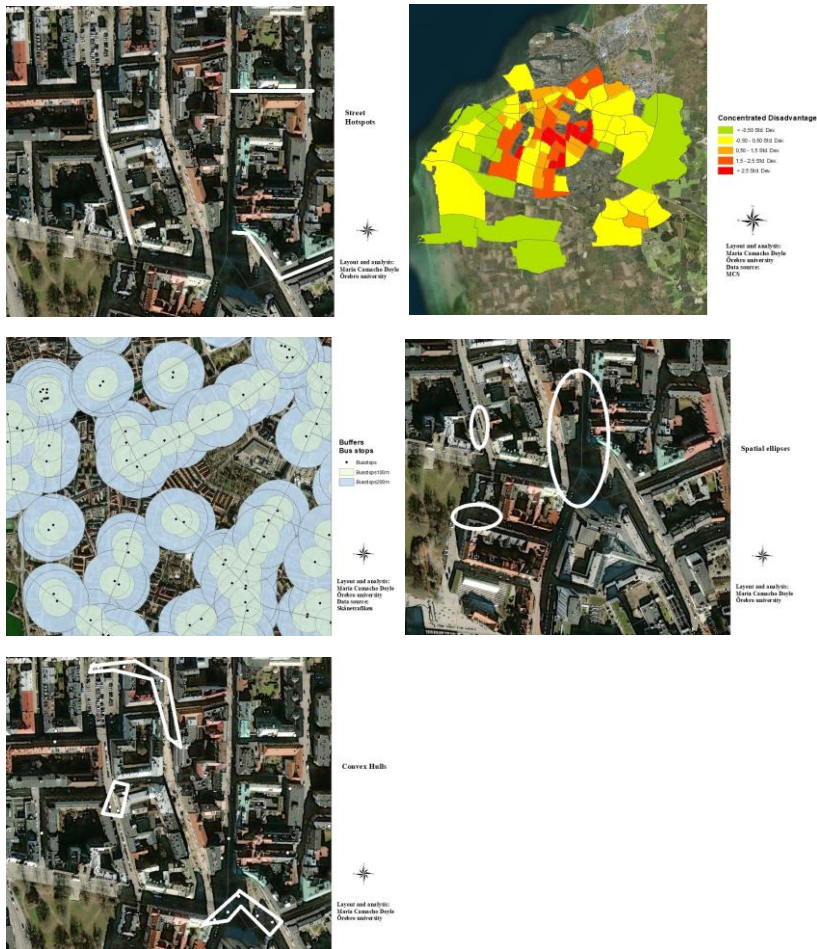 Street
Hotspots
Layout and analysis:
Maria Camacho Doyle
Örebro university
Concentrated Disadvantage
< -0,50 Std. Dev.
-0,50 - 0,50 Std. Dev.
0,50 - 1,5 Std. Dev.
1,5 - 2,5 Std. Dev.
> 2,5 Std. Dev.
Layout and analysis:
Maria Camacho Doyle
Örebro university
Data source:
MCS
Buffers
Bus stops
Busstops
Busstops100m
Busstops200m
Layout and analysis:
Maria Camacho Doyle
Örebro university
Data source:
Skånetrafiken
Spatial ellipses
Layout and analysis:
Maria Camacho Doyle
Örebro university
Convex Hulls
Layout and analysis:
Maria Camacho Doyle
Örebro university